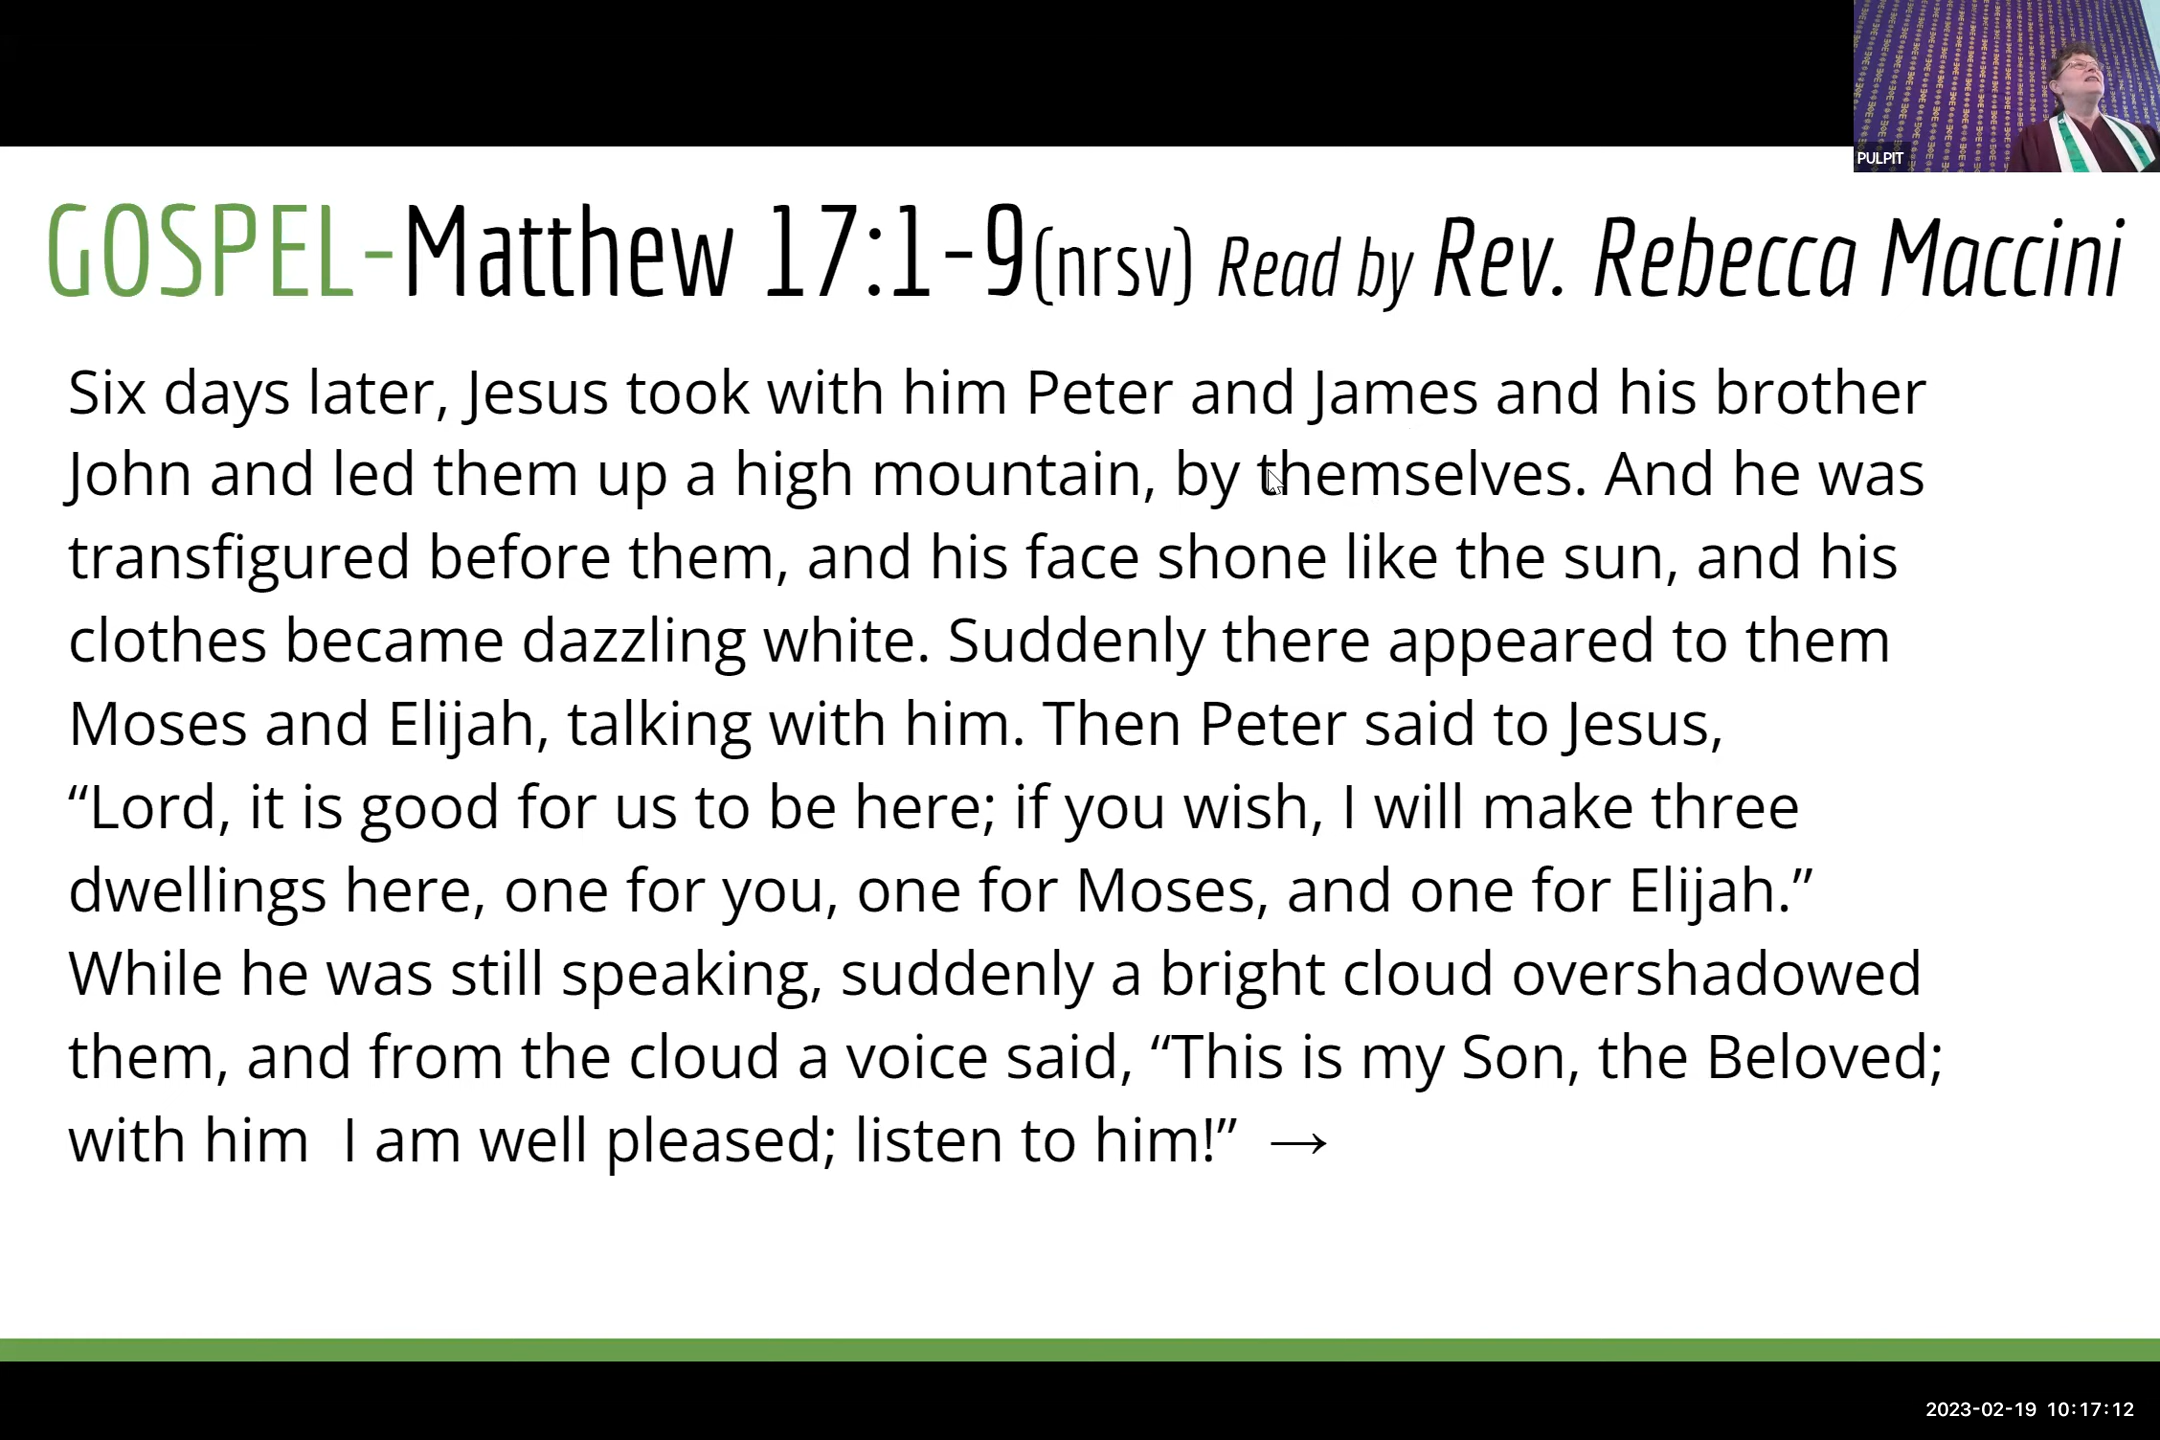 PULPIT
GOSPEL-Matthew 17:1-9(nrsv) Read by Rev. Rebecca Maccini
Six days later, Jesus took with him Peter and James and his brother
John and led them up a high mountain, by themselves. And he was
transfigured before them, and his face shone like the sun, and his
clothes became dazzling white. Suddenly there appeared to them
Moses and Elijah, talking with him. Then Peter said to Jesus,
“Lord, it is good for us to be here; if you wish, I will make three
dwellings here, one for you, one for Moses, and one for Elijah.”
While he was still speaking, suddenly a bright cloud overshadowed
them, and from the cloud a voice said, “This is my Son, the Beloved;
with him  I am well pleased; listen to him!” →
2023-02-19 10:17:12